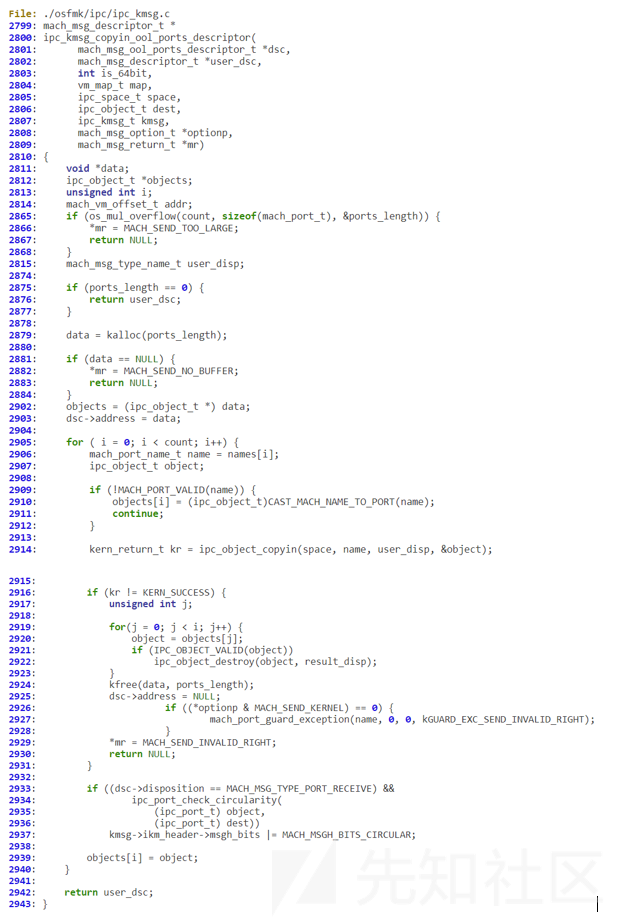 File: ./osfmk/ipc/ipc_kmsg.c
2799: mach_msg_descriptor_t *
2800: ipc_kmsg_copyin_ool_ports_descriptor(
2801:       mach_msg_ool_ports_descriptor_t *dsc,
2802:       mach_msg_descriptor_t *user_dsc,
2803:       int is_64bit,
2804:       vm_map_t map,
2805:       ipc_space_t space,
2806:       ipc_object_t dest,
2807:       ipc_kmsg_t kmsg,
2808:       mach_msg_option_t *optionp,
2809:       mach_msg_return_t *mr)
2810: {
2811:     void *data;
2812:     ipc_object_t *objects;
2813:     unsigned int i;
2814:     mach_vm_offset_t addr;
2865:     if (os_mul_overflow(count, sizeof(mach_port_t), &ports_length)) {
2866:         *mr = MACH_SEND_TOO_LARGE;
2867:         return NULL;
2868:     }
2815:     mach_msg_type_name_t user_disp;
2874:
2875:     if (ports_length == 0) {
2876:         return user_dsc;
2877:     }
2878:
2879:     data = kalloc(ports_length);
2880:
2881:     if (data == NULL) {
2882:         *mr = MACH_SEND_NO_BUFFER;
2883:         return NULL;
2884:     }
2902:     objects = (ipc_object_t *) data;
2903:     dsc->address = data;
2904:
2905:     for ( i = 0; i < count; i++) {
2906:         mach_port_name_t name = names[i];
2907:         ipc_object_t object;
2908:
2909:         if (!MACH_PORT_VALID(name)) {
2910:             objects[i] = (ipc_object_t)CAST_MACH_NAME_TO_PORT(name);
2911:             continue;
2912:         }
2913:
2914:         kern_return_t kr = ipc_object_copyin(space, name, user_disp, &object);
2915:
2916:         if (kr != KERN_SUCCESS) {
2917:             unsigned int j;
2918:
2919:             for(j = 0; j < i; j++) {
2920:                 object = objects[j];
2921:                 if (IPC_OBJECT_VALID(object))
2922:                     ipc_object_destroy(object, result_disp);
2923:             }
2924:             kfree(data, ports_length);
2925:             dsc->address = NULL;
2926:                       if ((*optionp & MACH_SEND_KERNEL) == 0) {
2927:                               mach_port_guard_exception(name, 0, 0, kGUARD_EXC_SEND_INVALID_RIGHT);
2928:                       }
2929:             *mr = MACH_SEND_INVALID_RIGHT;
2930:             return NULL;
2931:         }
2932:
2933:         if ((dsc->disposition == MACH_MSG_TYPE_PORT_RECEIVE) &&
2934:                 ipc_port_check_circularity(
2935:                     (ipc_port_t) object,
2936:                     (ipc_port_t) dest))
2937:             kmsg->ikm_header->msgh_bits |= MACH_MSGH_BITS_CIRCULAR;
2938:
2939:         objects[i] = object;
2940:     }
2941:
2942:     return user_dsc;
2943: }
先知社区